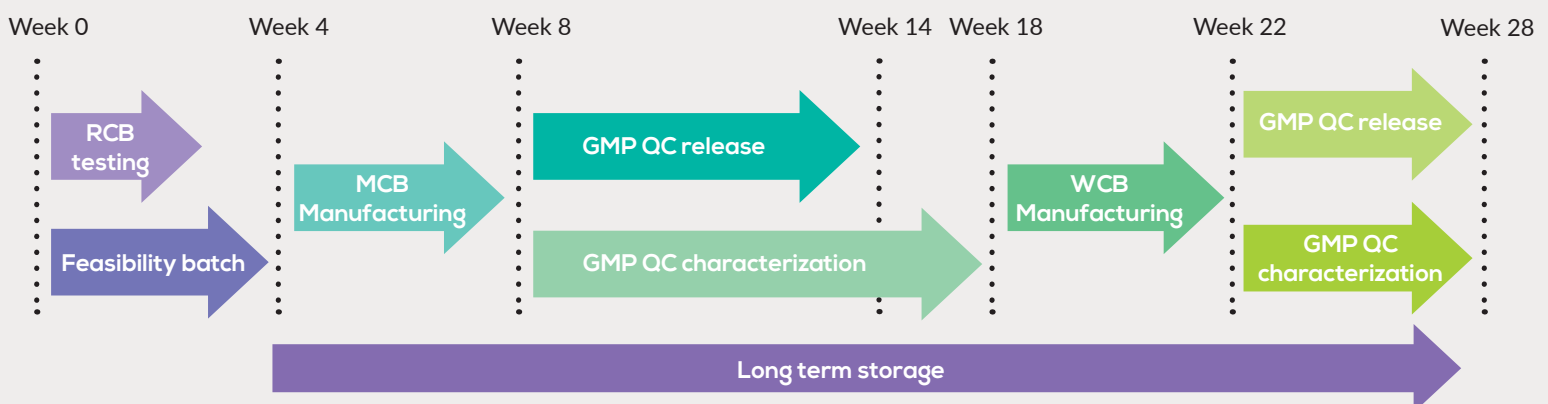 Week 0
Week 4
Week 8
Week 14
Week 18
Week 22
Week 28
RCB
testing
Feasibility batch
MCB
Manufacturing
GMP QC release
GMP QC characterization
WCB
Manufacturing
GMP QC release
GMP QC
characterization
Long term storage